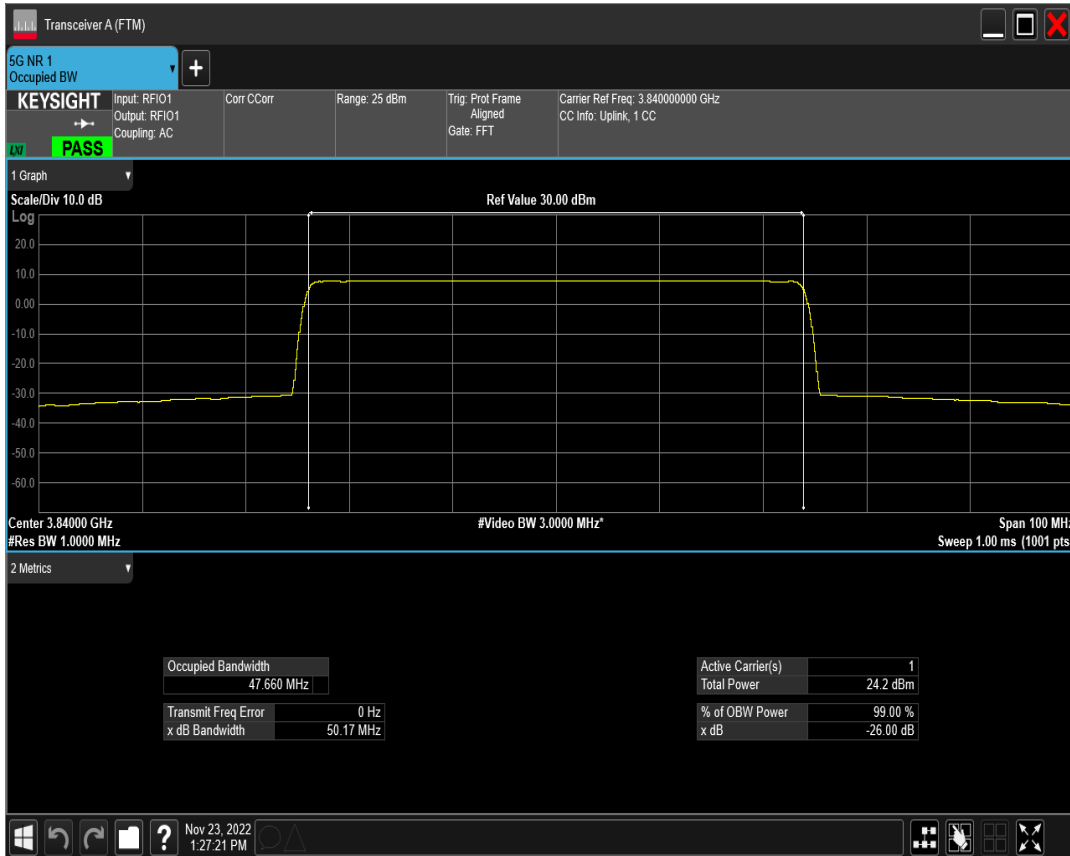 Transceiver A (FTM)
5G NR 1
Occupied BW
+
KEYSIGHT
LXI
PASS
Input: RFIO1
Output: RFIO1
Coupling: AC
Corr CCorr
Range: 25 dBm
Trig: Prot Frame
Aligned
Gate: FFT
Carrier Ref Freq: 3.840000000 GHz
CC Info: Uplink, 1 CC
1 Graph
Scale/Div 10.0 dB
Ref Value 30.00 dBm
Log
20.0
10.0
0.00
-10.0
-20.0
-30.0
-40.0
-50.0
-60.0
Center 3.84000 GHz
#Video BW 3.0000 MHz*
Span 100 MHz
#Res BW 1.0000 MHz
Sweep 1.00 ms (1001 pts
2 Metrics
Occupied Bandwidth
47.660 MHz
Transmit Freq Error 0 Hz
x dB Bandwidth 50.17 MHz
Active Carrier(s) 1
Total Power 24.2 dBm
% of OBW Power 99.00 %
x dB -26.00 dB
?
Nov 23, 2022
1:27:21 PM